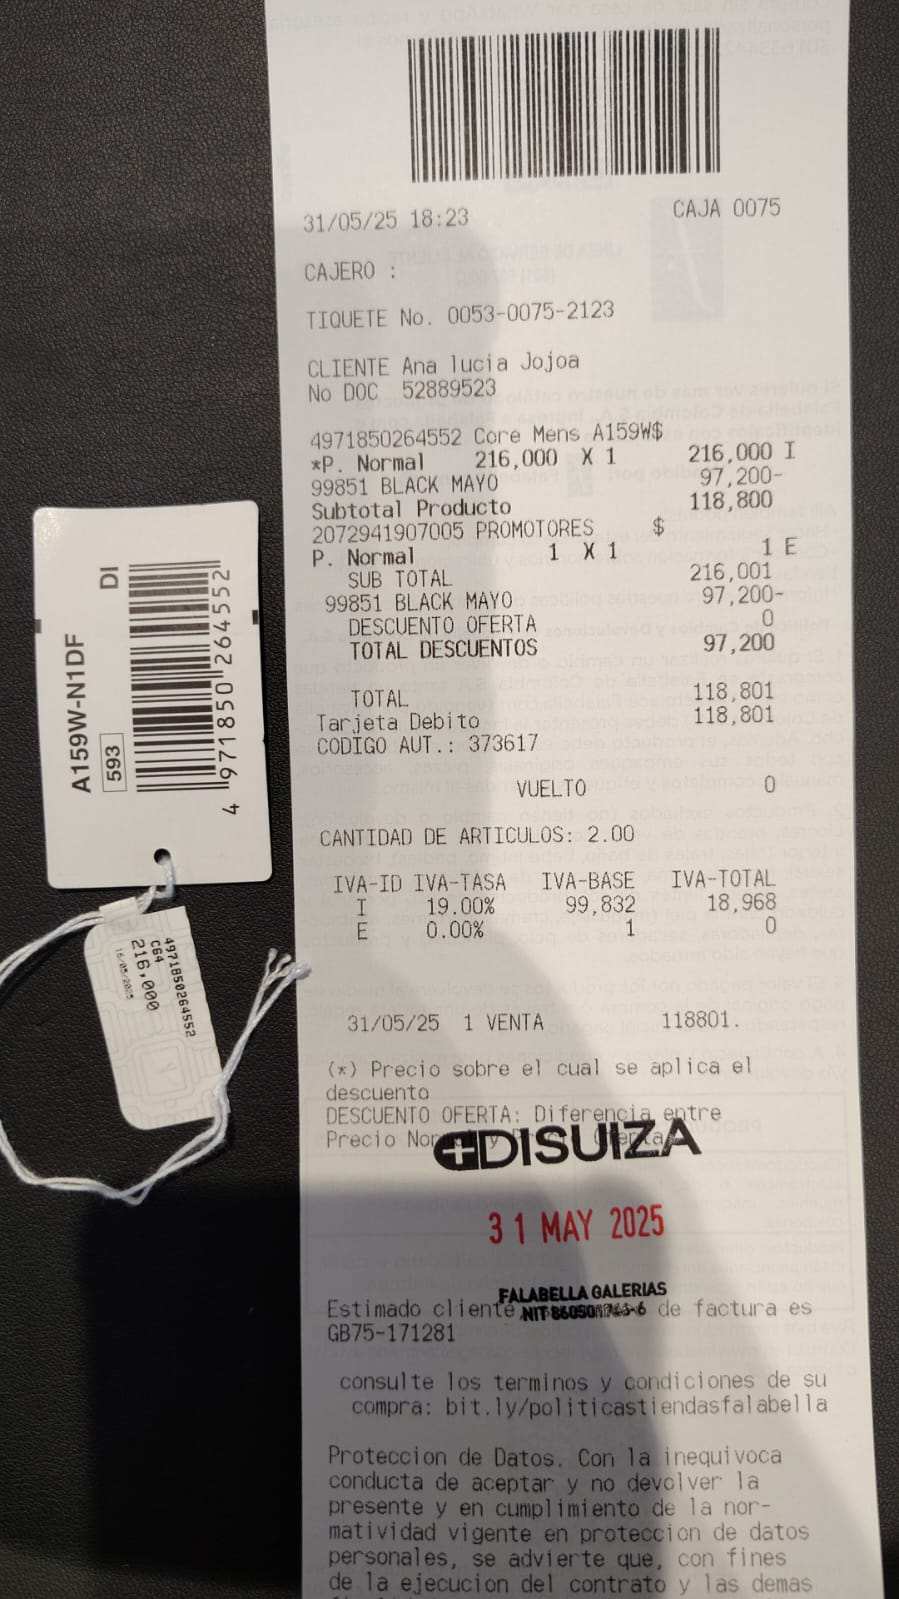 31/05/25 18:23 CAJA 0075
CAJERO :
TIQUETE No. 0053-0075-2123
CLIENTE Ana lucia Jojoa
No DOC 52889523
4971850264552 Core Mens A159W$
*P. Normal 216,000 X 1 216,000 I
99851 BLACK MAYO 97,200-
Subtotal Producto 118,800
2072941907005 PROMOTORES $
P. Normal 1 X 1 1 E
SUB TOTAL 216,001
99851 BLACK MAYO 97,200-
DESCUENTO OFERTA 0
TOTAL DESCUENTOS 97,200
TOTAL 118,801
Tarjeta Debito 118,801
CODIGO AUT.: 373617
VUELTO 0
CANTIDAD DE ARTICULOS: 2.00
IVA-ID IVA-TASA IVA-BASE IVA-TOTAL
I 19.00% 99,832 18,968
E 0.00% 1 0
31/05/25 1 VENTA 118801.
(*) Precio sobre el cual se aplica el
descuento
DESCUENTO OFERTA: Diferencia entre
Precio y
DISUIZA
31 MAY 2025
FALABELLA GALERIAS
Estimado cliente de factura es
GB75-171281
consulte los terminos y condiciones de su
compra: bit.ly/politicastiendasfalabella
Proteccion de Datos. Con la inequivoca
conducta de aceptar y no devolver la
presente y en cumplimiento de la nor-
matividad vigente en proteccion de datos
personales, se advierte que, con fines
de la ejecucion del contrato y las demas
A159W-N1DF DI
593
4 971850 264552
4971850264552
C64
216,000
16/05/2025